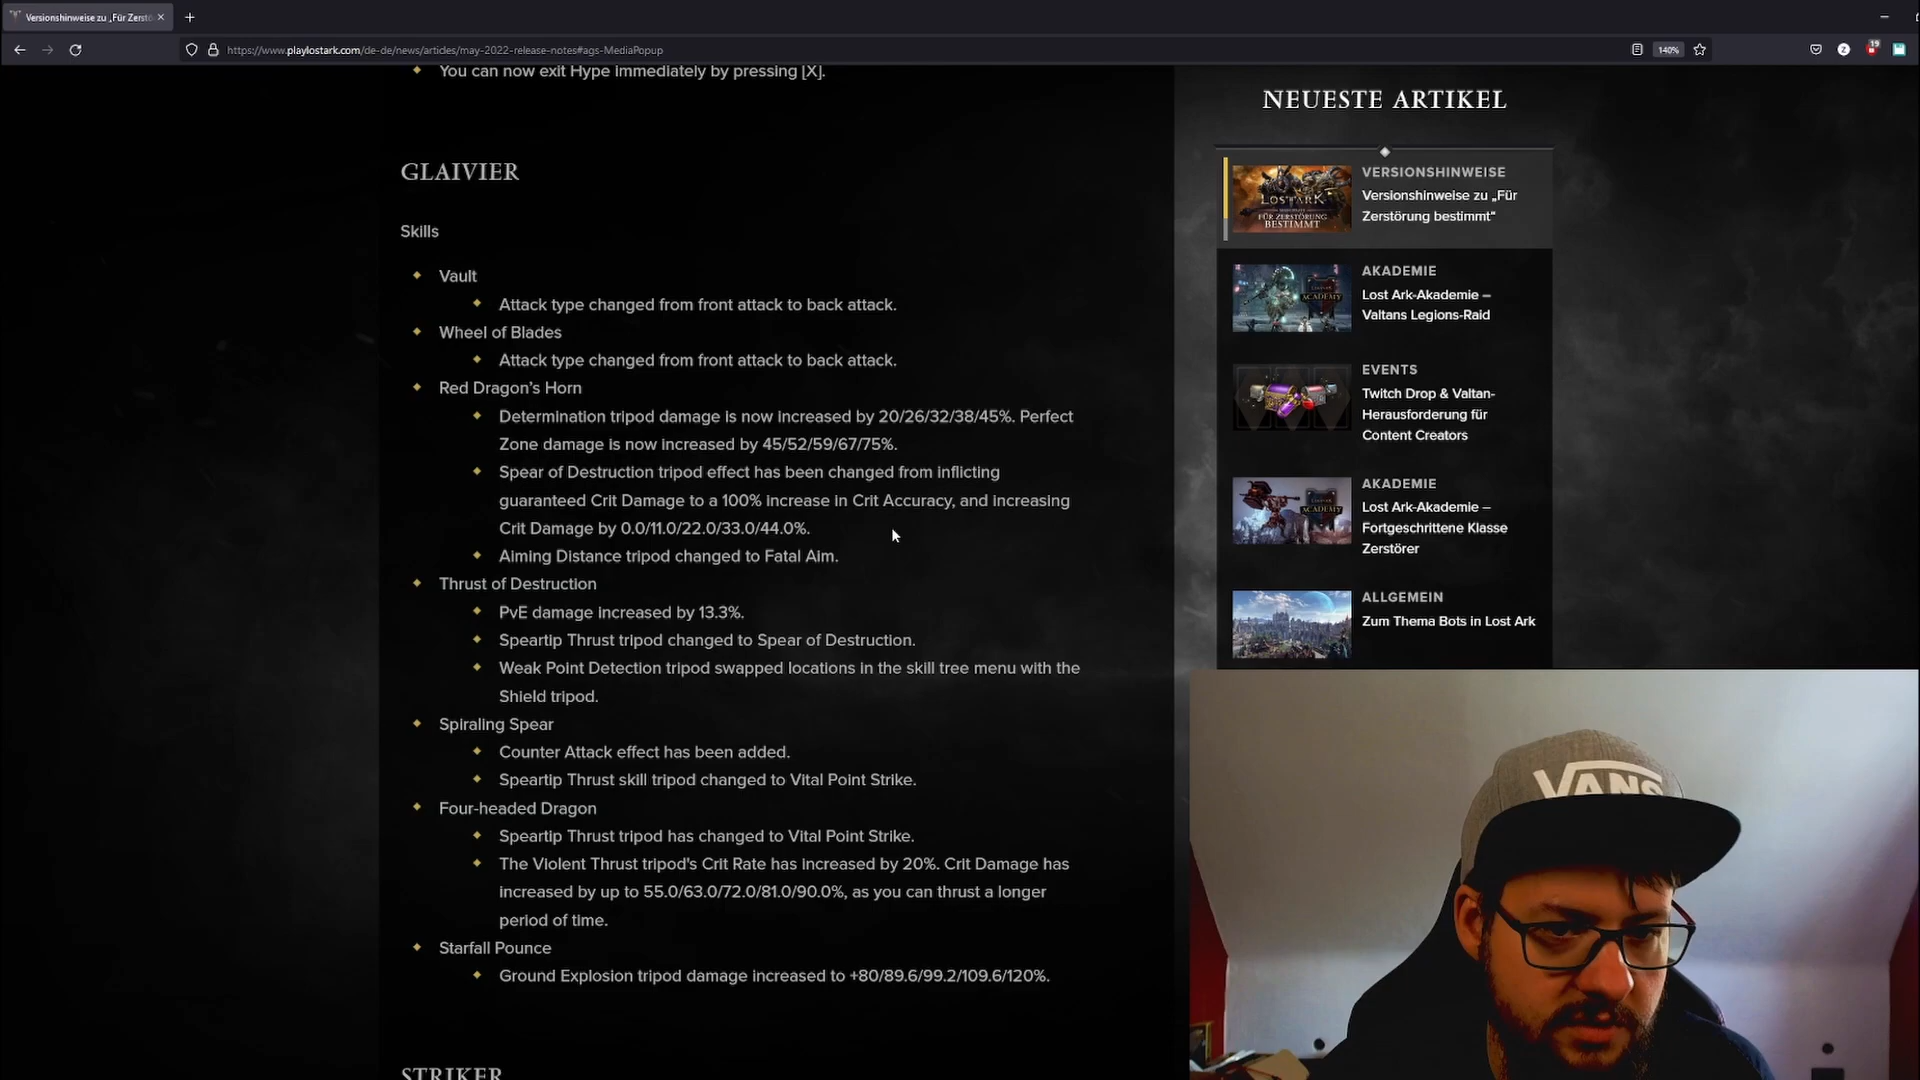 Versionshinweise zu „Für Zerstö
https://www.playlostark.com/de-de/news/articles/may-2022-release-notes#ags-MediaPopup
140%
19
You can now exit Hype immediately by pressing [X].
GLAIVIER
Skills
Vault
Attack type changed from front attack to back attack.
Wheel of Blades
Attack type changed from front attack to back attack.
Red Dragon's Horn
Determination tripod damage is now increased by 20/26/32/38/45%. Perfect
Zone damage is now increased by 45/52/59/67/75%.
Spear of Destruction tripod effect has been changed from inflicting
guaranteed Crit Damage to a 100% increase in Crit Accuracy, and increasing
Crit Damage by 0.0/11.0/22.0/33.0/44.0%.
Aiming Distance tripod changed to Fatal Aim.
Thrust of Destruction
PvE damage increased by 13.3%.
Speartip Thrust tripod changed to Spear of Destruction.
Weak Point Detection tripod swapped locations in the skill tree menu with the
Shield tripod.
Spiraling Spear
Counter Attack effect has been added.
Speartip Thrust skill tripod changed to Vital Point Strike.
Four-headed Dragon
Speartip Thrust tripod has changed to Vital Point Strike.
The Violent Thrust tripod's Crit Rate has increased by 20%. Crit Damage has
increased by up to 55.0/63.0/72.0/81.0/90.0%, as you can thrust a longer
period of time.
Starfall Pounce
Ground Explosion tripod damage increased to +80/89.6/99.2/109.6/120%.
STRIKER
NEUESTE ARTIKEL
LOST ARK
FÜR ZERSTÖRUNG
BESTIMMT
VERSIONSHINWEISE
Versionshinweise zu „Für
Zerstörung bestimmt“
ACADEMY
AKADEMIE
Lost Ark-Akademie –
Valtans Legions-Raid
EVENTS
Twitch Drop & Valtan-
Herausforderung für
Content Creators
ACADEMY
AKADEMIE
Lost Ark-Akademie –
Fortgeschrittene Klasse
Zerstörer
ALLGEMEIN
Zum Thema Bots in Lost Ark
VANS